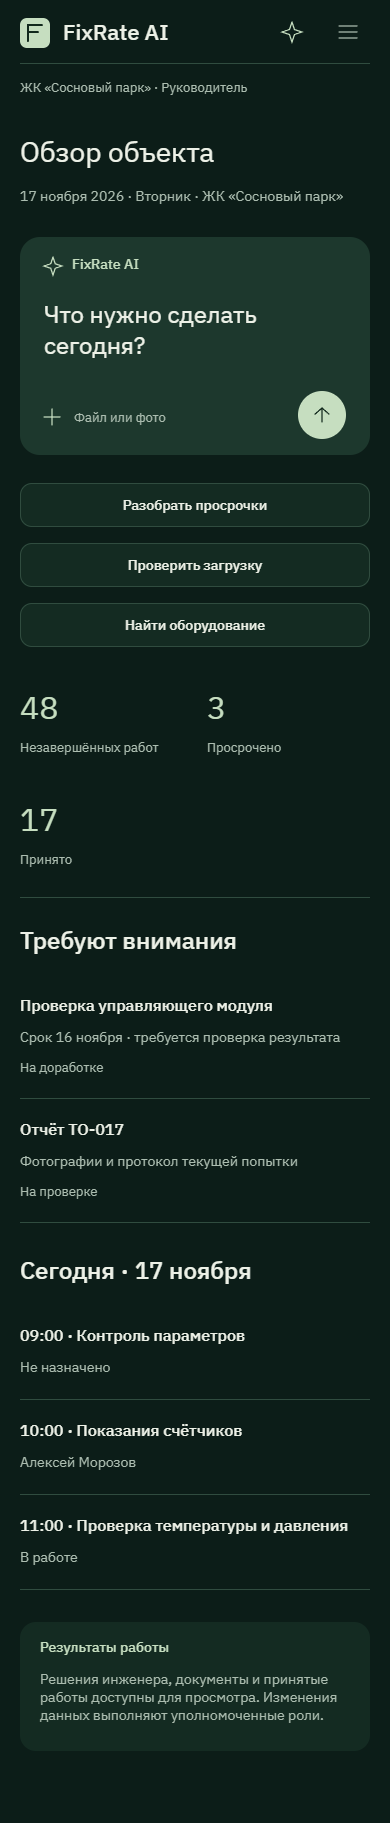 FixRate AI
ЖК «Сосновый парк» · Руководитель
Обзор объекта
17 ноября 2026 · Вторник · ЖК «Сосновый парк»
FixRate AI
Что нужно сделать
сегодня?
Файл или фото
Разобрать просрочки
Проверить загрузку
Найти оборудование
48
3
Незавершённых работ
Просрочено
17
Принято
Требуют внимания
Проверка управляющего модуля
Срок 16 ноября · требуется проверка результата
На доработке
Отчёт ТО-017
Фотографии и протокол текущей попытки
На проверке
Сегодня · 17 ноября
09:00 · Контроль параметров
Не назначено
10:00 · Показания счётчиков
Алексей Морозов
11:00 · Проверка температуры и давления
В работе
Результаты работы
Решения инженера, документы и принятые
работы доступны для просмотра. Изменения
данных выполняют уполномоченные роли.